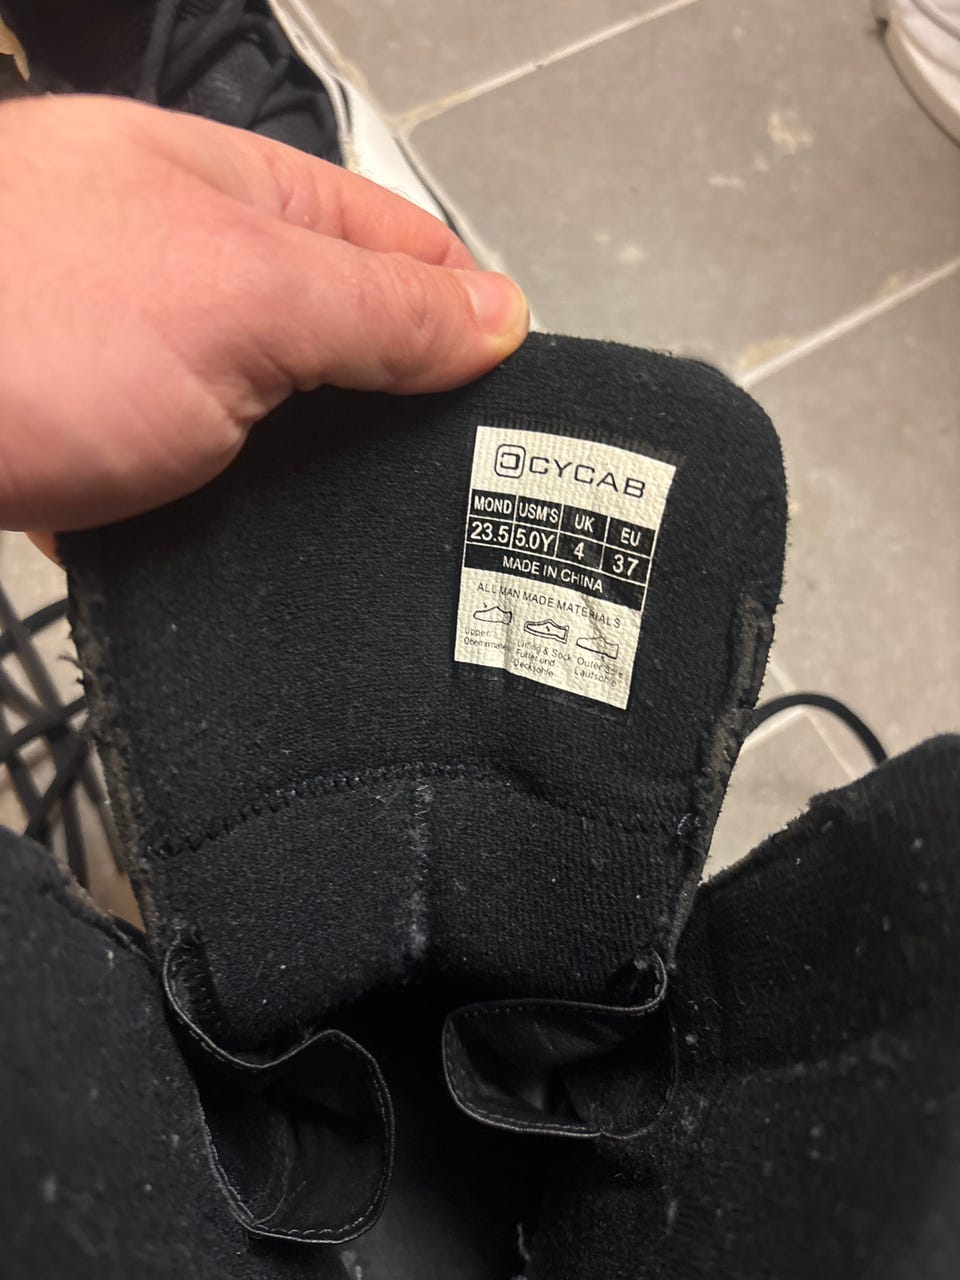 CYCAB
MOND USM'S UK EU
23.5 5.0Y 4 37
MADE IN CHINA
ALL MAN MADE MATERIALS
Upper Lining & Sock Outer Sole
Obermaterial Futter und Laufsohle
Decksohle